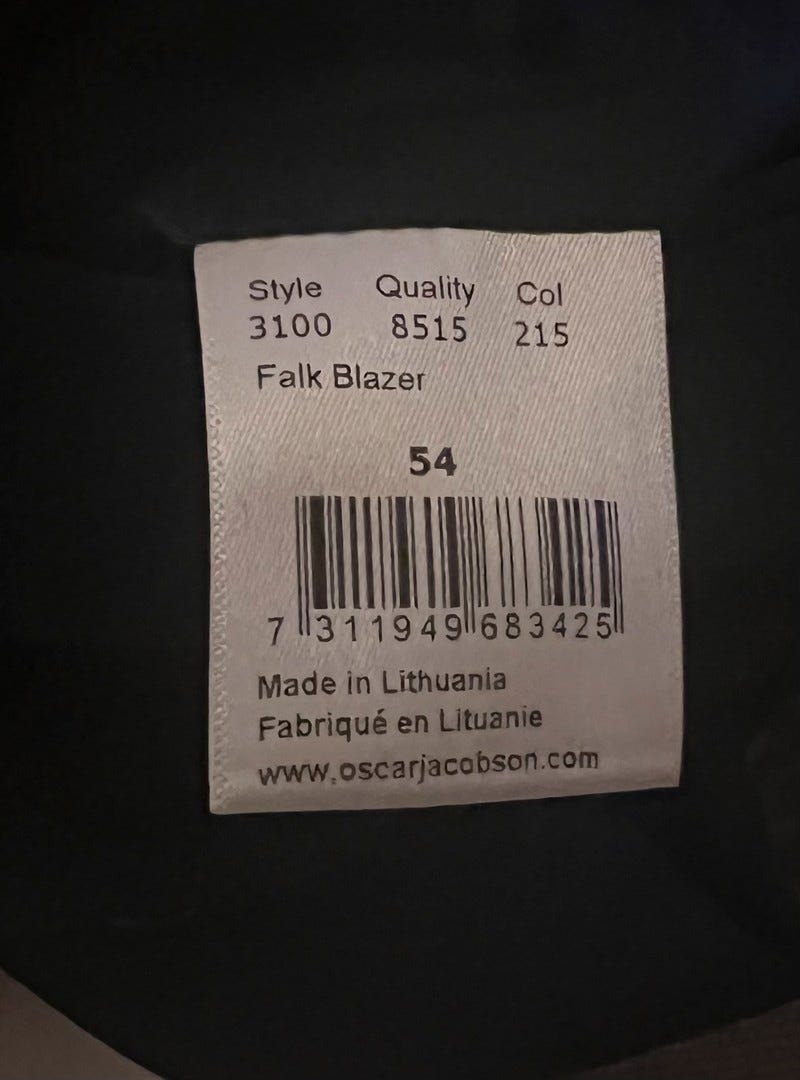 Style Quality Col
3100 8515 215
Falk Blazer
54
7 311949 683425
Made in Lithuania
Fabriqué en Lituanie
www.oscarjacobson.com